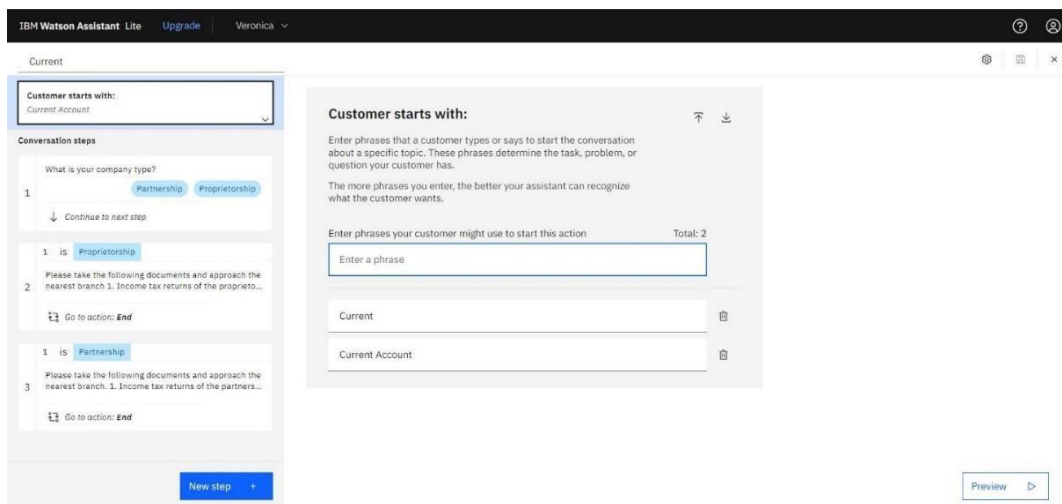 IBM Watson Assistant Lite Upgrade Veronica
Current
Customer starts with:
Current Account
Conversation steps
1
What is your company type?
Partnership Proprietorship
Continue to next step
2
1 is Proprietorship
Please take the following documents and approach the
nearest branch 1. Income tax returns of the proprieto...
Go to action: End
3
1 is Partnership
Please take the following documents and approach the
nearest branch. 1. Income tax returns of the partners...
Go to action: End
New step +
Customer starts with:
Enter phrases that a customer types or says to start the conversation
about a specific topic. These phrases determine the task, problem, or
question your customer has.
The more phrases you enter, the better your assistant can recognize
what the customer wants.
Enter phrases your customer might use to start this action Total: 2
Enter a phrase
Current
Current Account
Preview